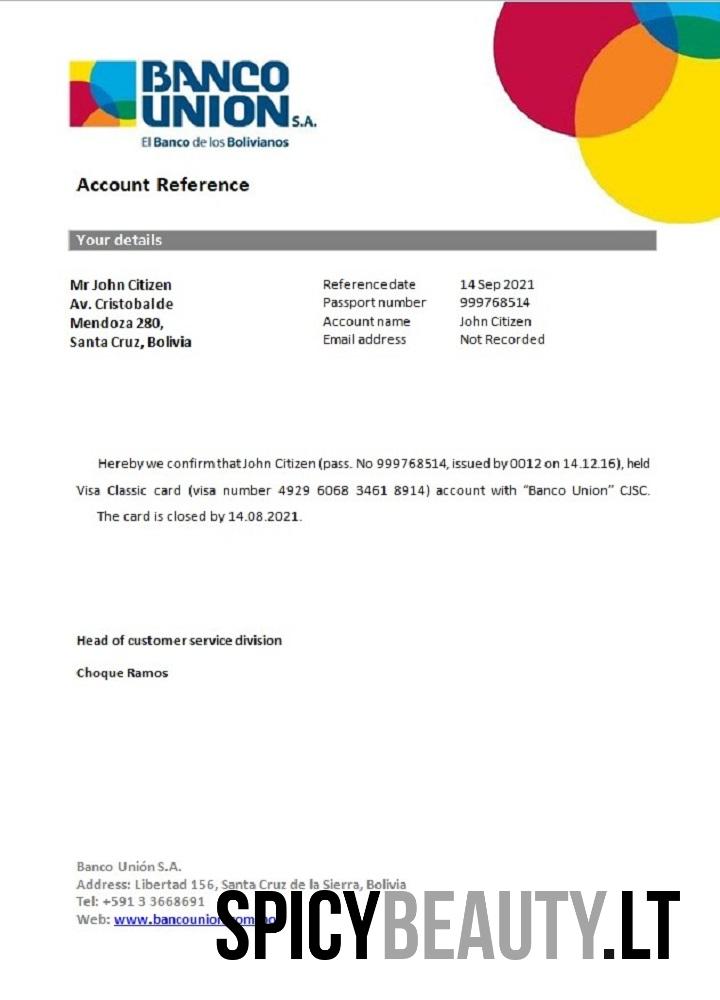 BANCO
UNION S.A.
El Banco de los Bolivianos
Account Reference
Your details
Mr John Citizen
Av. Cristobal de
Mendoza 280,
Santa Cruz, Bolivia
Reference date 14 Sep 2021
Passport number 999768514
Account name John Citizen
Email address Not Recorded
Hereby we confirm that John Citizen (pass. No 999768514, issued by 0012 on 14.12.16), held
Visa Classic card (visa number 4929 6068 3461 8914) account with “Banco Union” CJSC.
The card is closed by 14.08.2021.
Head of customer service division
Choque Ramos
Banco Unión S.A.
Address: Libertad 156, Santa Cruz de la Sierra, Bolivia
Tel: +591 3 3668691
Web: www.bancounion.com.bo
SPICYBEAUTY.LT